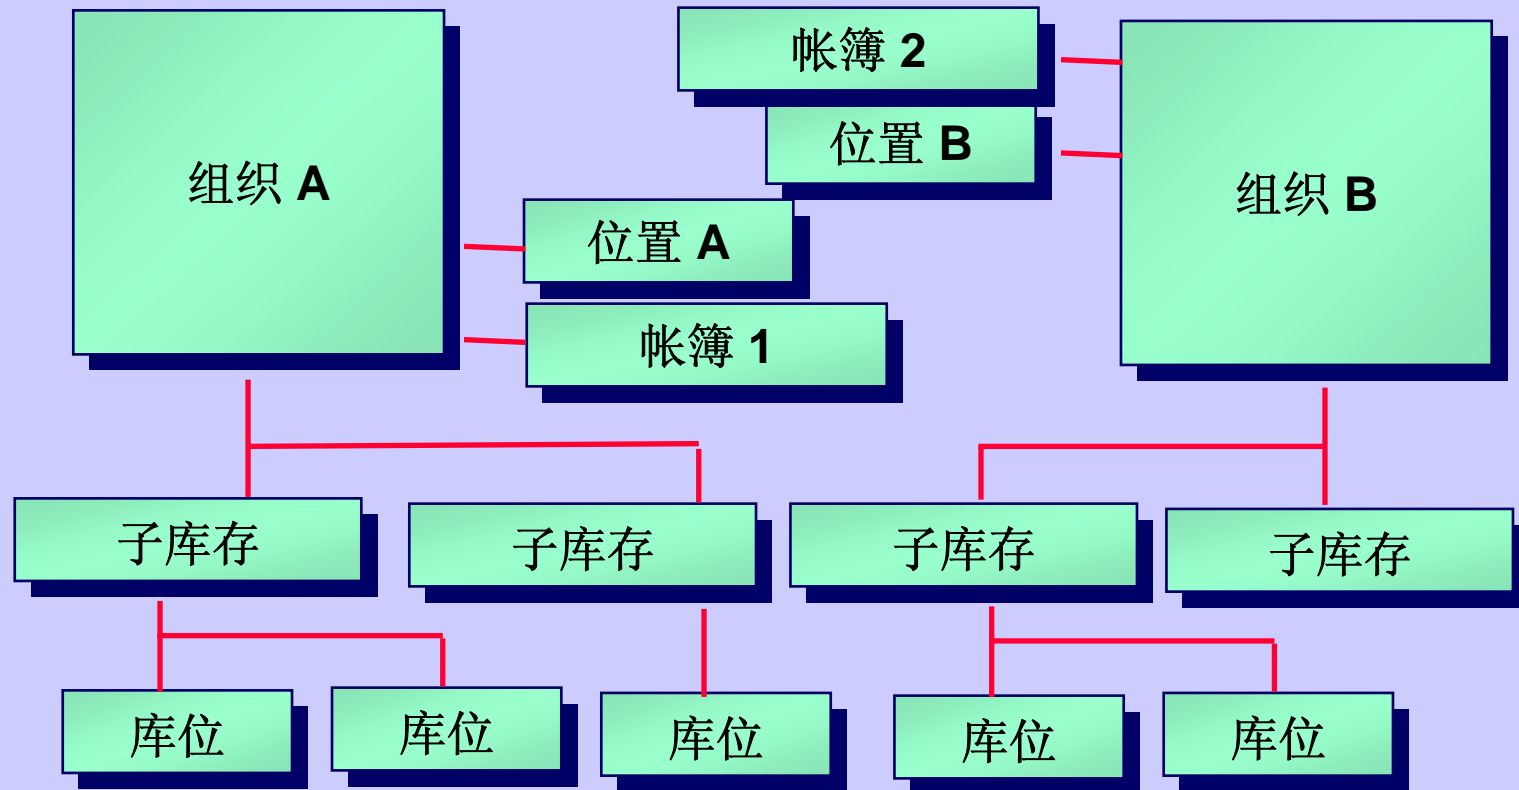 组织 A
位置 A
帐簿 1
帐簿 2
位置 B
组织 B
子库存
子库存
子库存
子库存
库位
库位
库位
库位
库位